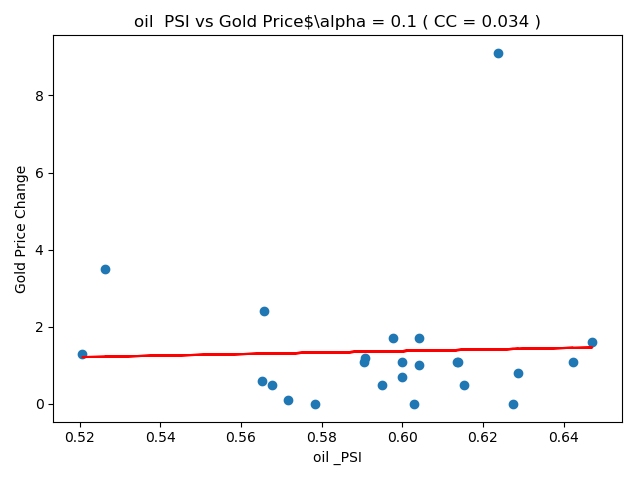 oil  PSI vs Gold Price$\alpha = 0.1 ( CC = 0.034 )
8
6
4
2
0
Gold Price Change
0.52 0.54 0.56 0.58 0.60 0.62 0.64
oil _PSI